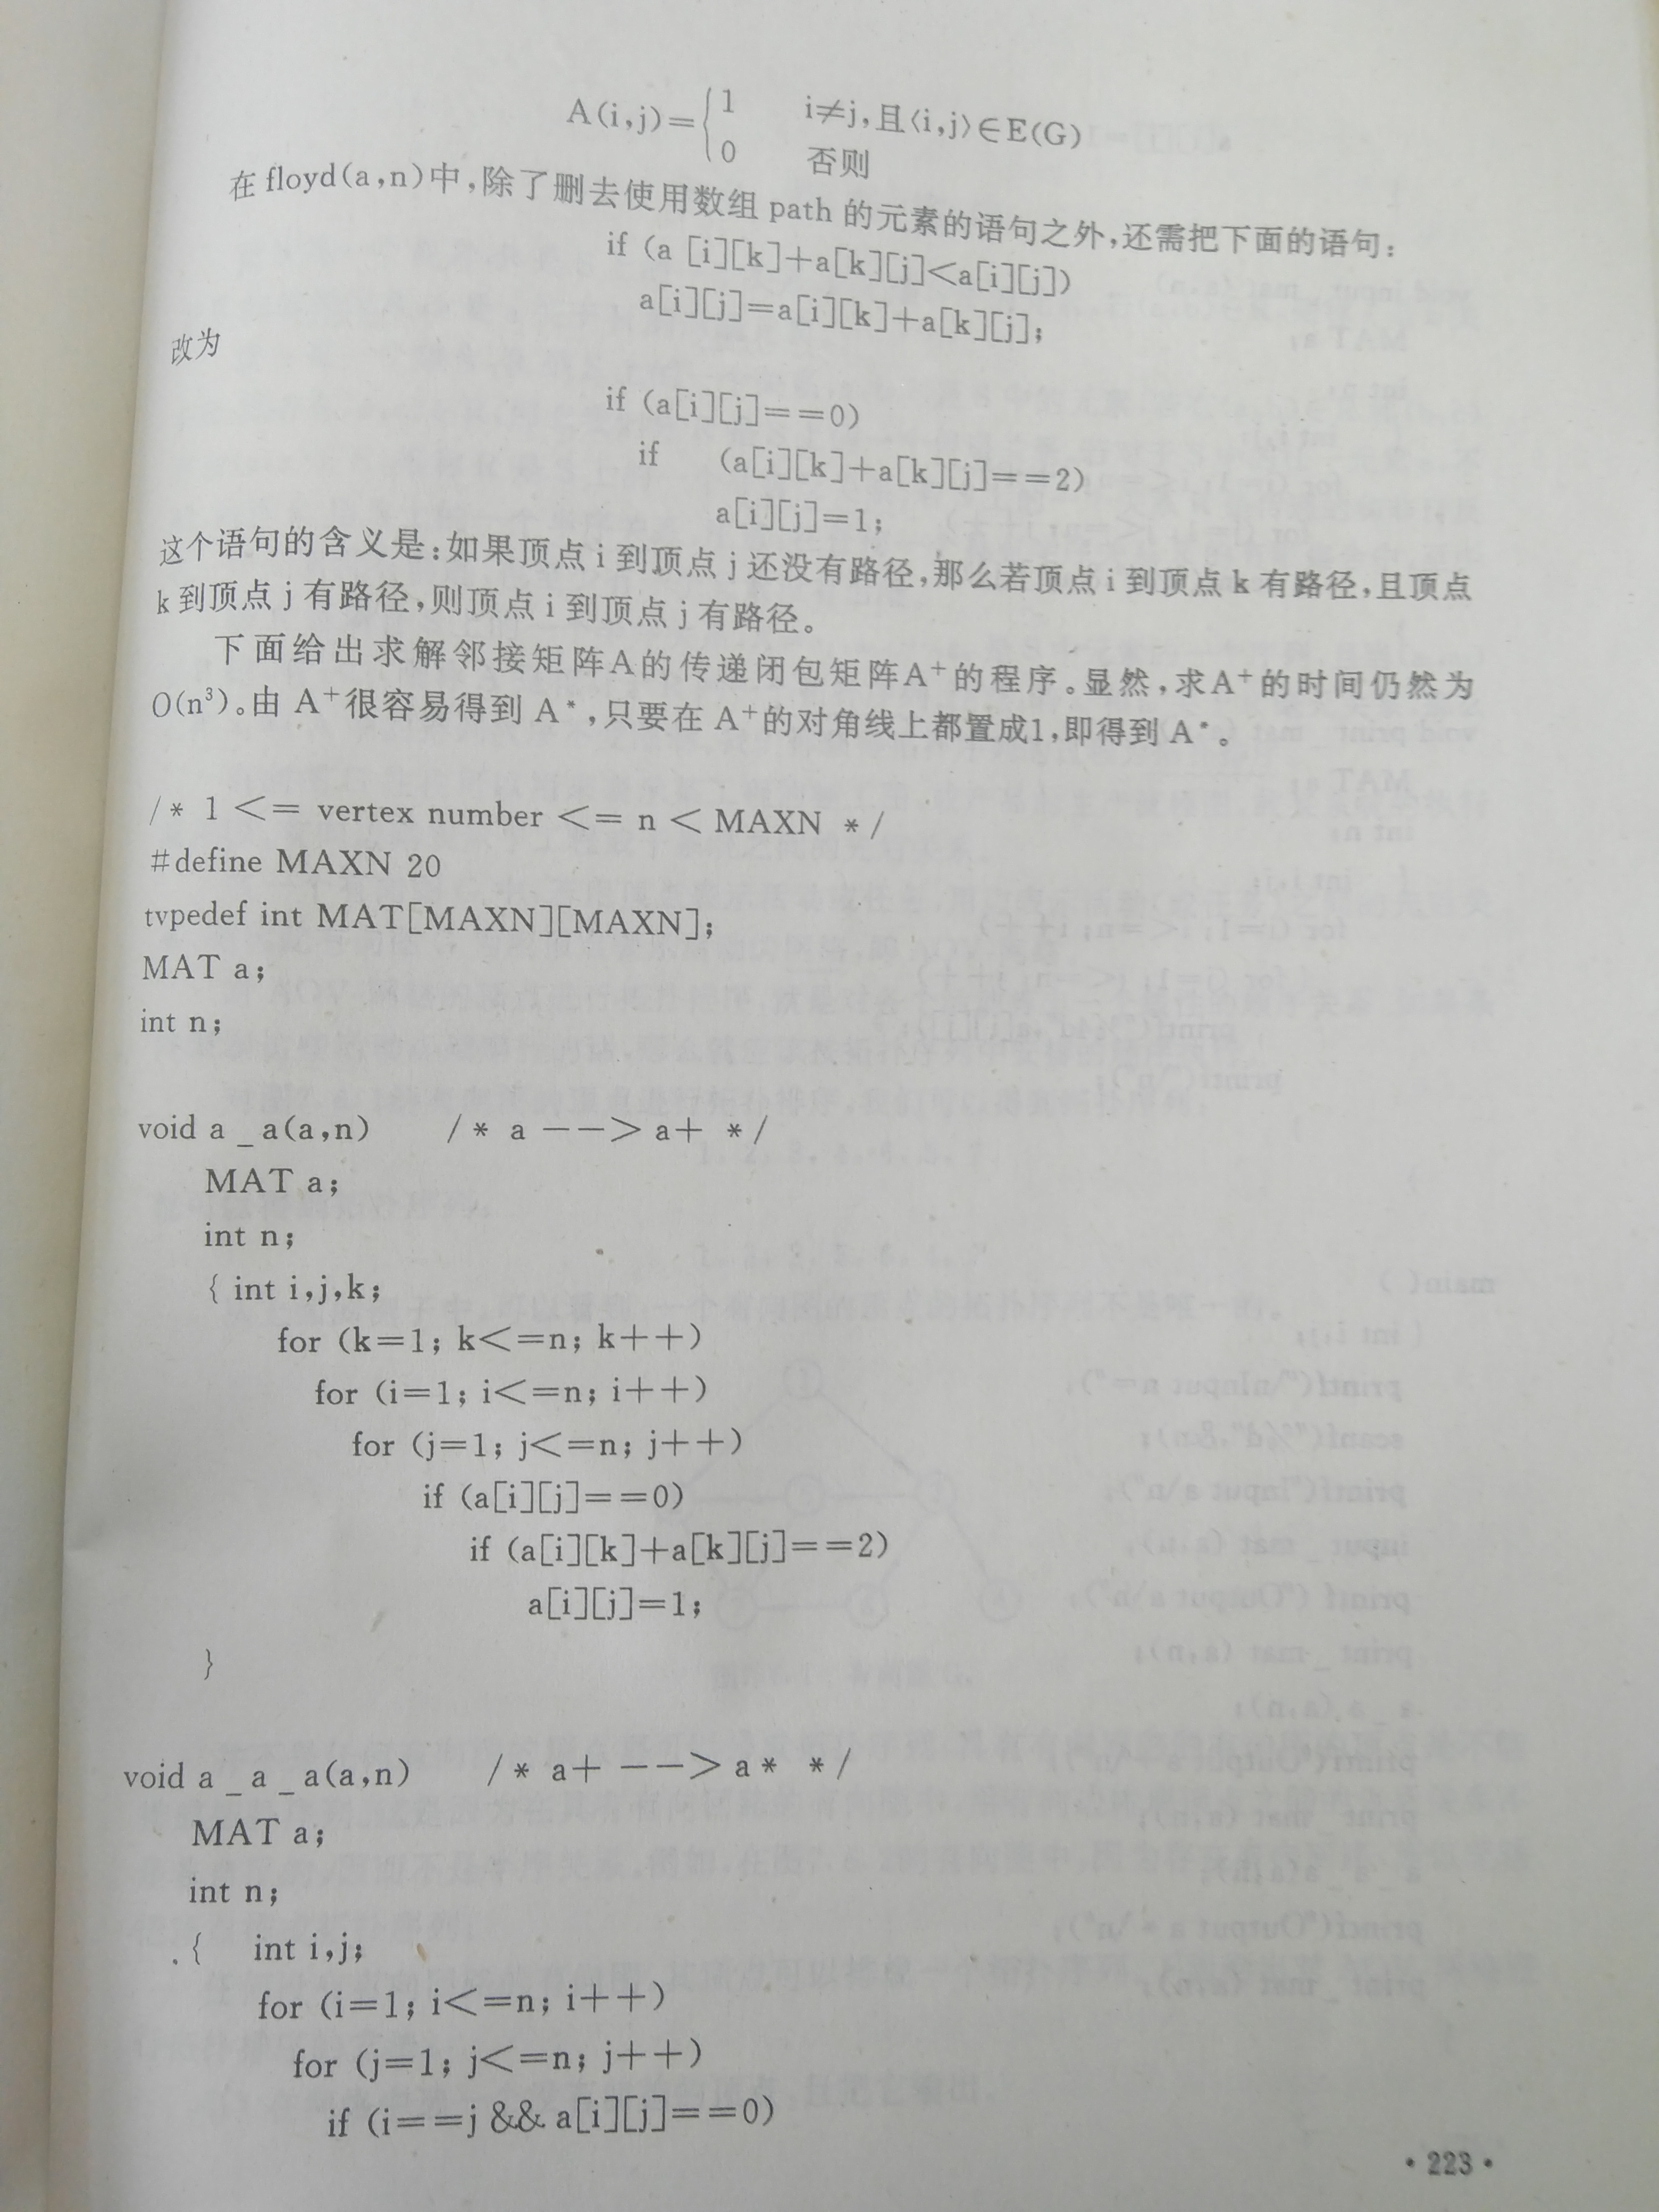 A(i,j)={1 i≠j,且⟨i,j⟩∈E(G)
0 否则
在 floyd(a,n)中,除了删去使用数组 path 的元素的语句之外,还需把下面的语句:
if (a [i][k]+a[k][j]<a[i][j])
a[i][j]=a[i][k]+a[k][j];
改为
if (a[i][j]==0)
if (a[i][k]+a[k][j]==2)
a[i][j]=1;
这个语句的含义是:如果顶点 i 到顶点 j 还没有路径,那么若顶点 i 到顶点 k 有路径,且顶点
k 到顶点 j 有路径,则顶点 i 到顶点 j 有路径。
下面给出求解邻接矩阵A的传递闭包矩阵A⁺的程序。显然,求A⁺的时间仍然为
O(n³)。由 A⁺很容易得到 A*,只要在 A⁺的对角线上都置成1,即得到 A*。
/* 1 <= vertex number <= n < MAXN */
#define MAXN 20
tvpedef int MAT[MAXN][MAXN];
MAT a;
int n;
void a_a(a,n) /* a --> a+ */
MAT a;
int n;
{ int i,j,k;
for (k=1; k<=n; k++)
for (i=1; i<=n; i++)
for (j=1; j<=n; j++)
if (a[i][j]==0)
if (a[i][k]+a[k][j]==2)
a[i][j]=1;
}
void a_a_a(a,n) /* a+ --> a* */
MAT a;
int n;
{ int i,j;
for (i=1; i<=n; i++)
for (j=1; j<=n; j++)
if (i==j && a[i][j]==0)
·223·